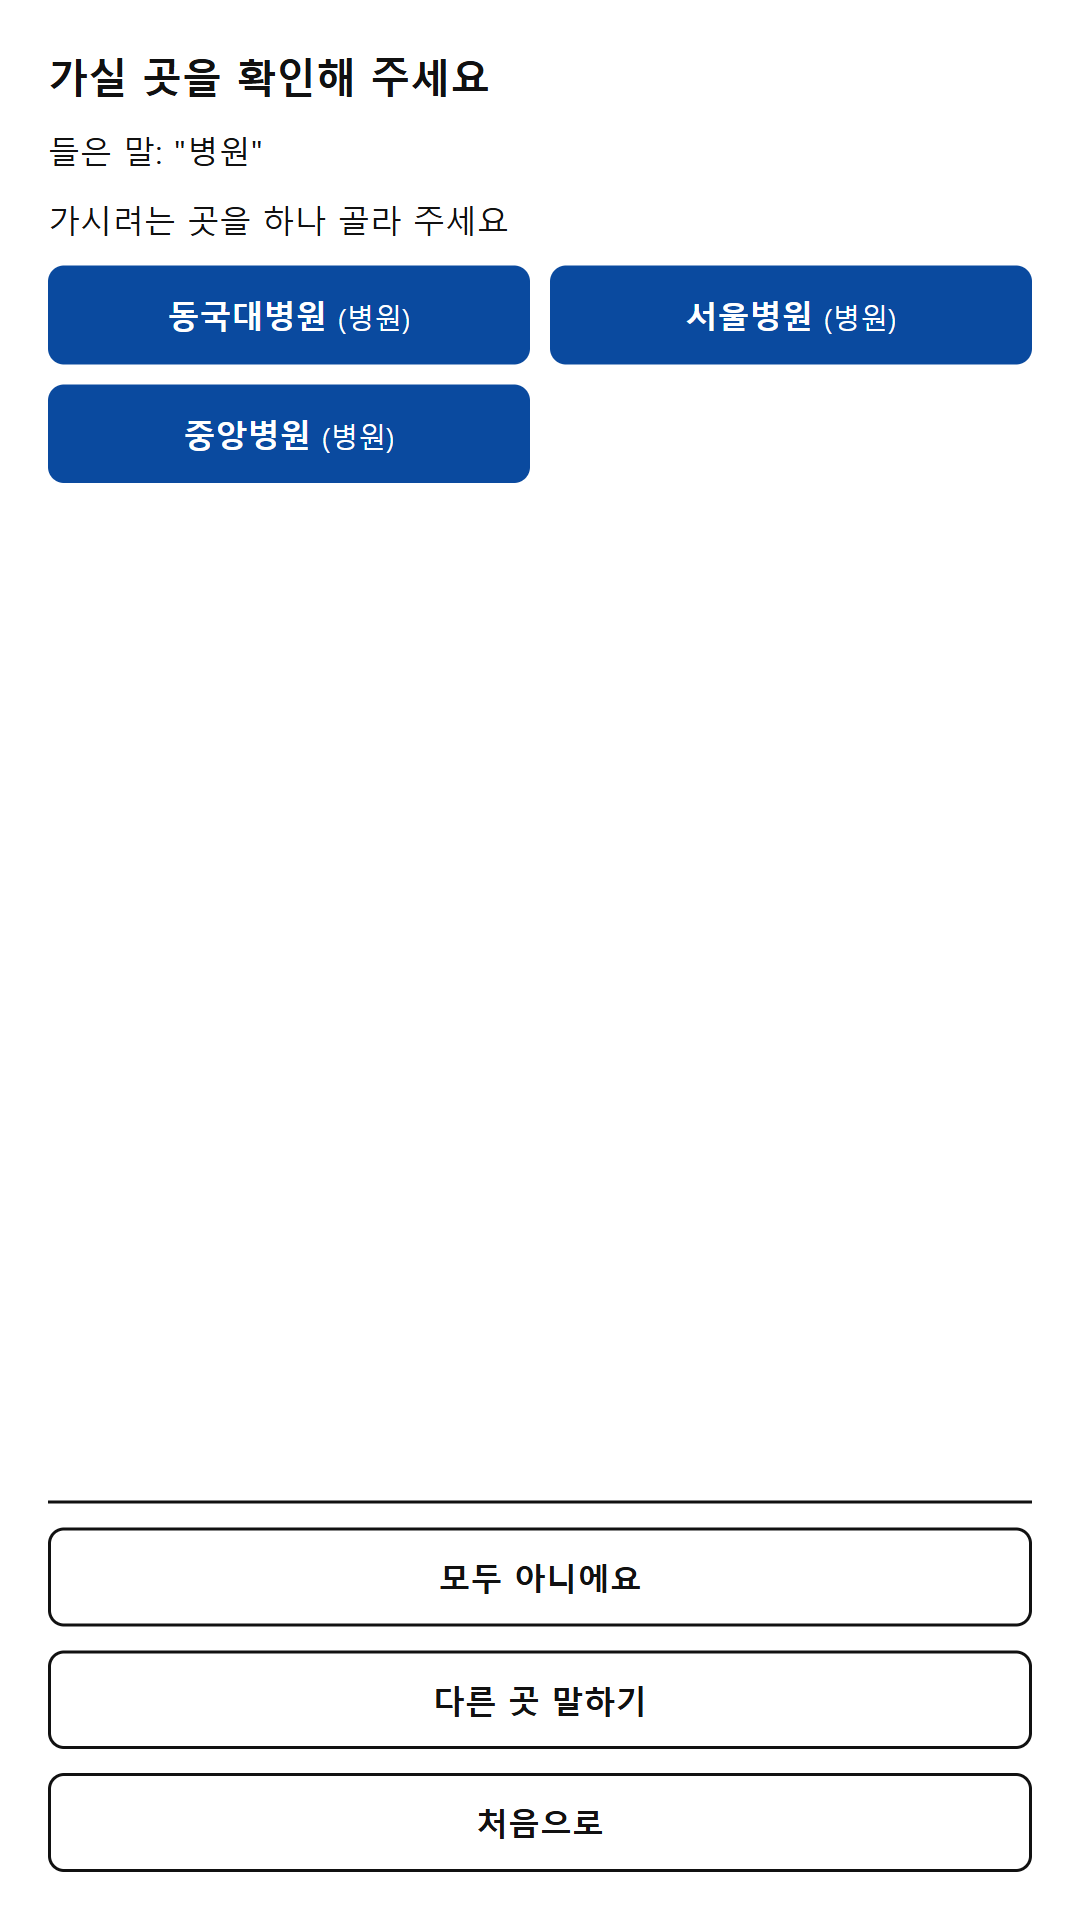 가실 곳을 확인해 주세요
들은 말: "병원"
가시려는 곳을 하나 골라 주세요
동국대병원 (병원)
서울병원 (병원)
중앙병원 (병원)
모두 아니에요
다른 곳 말하기
처음으로